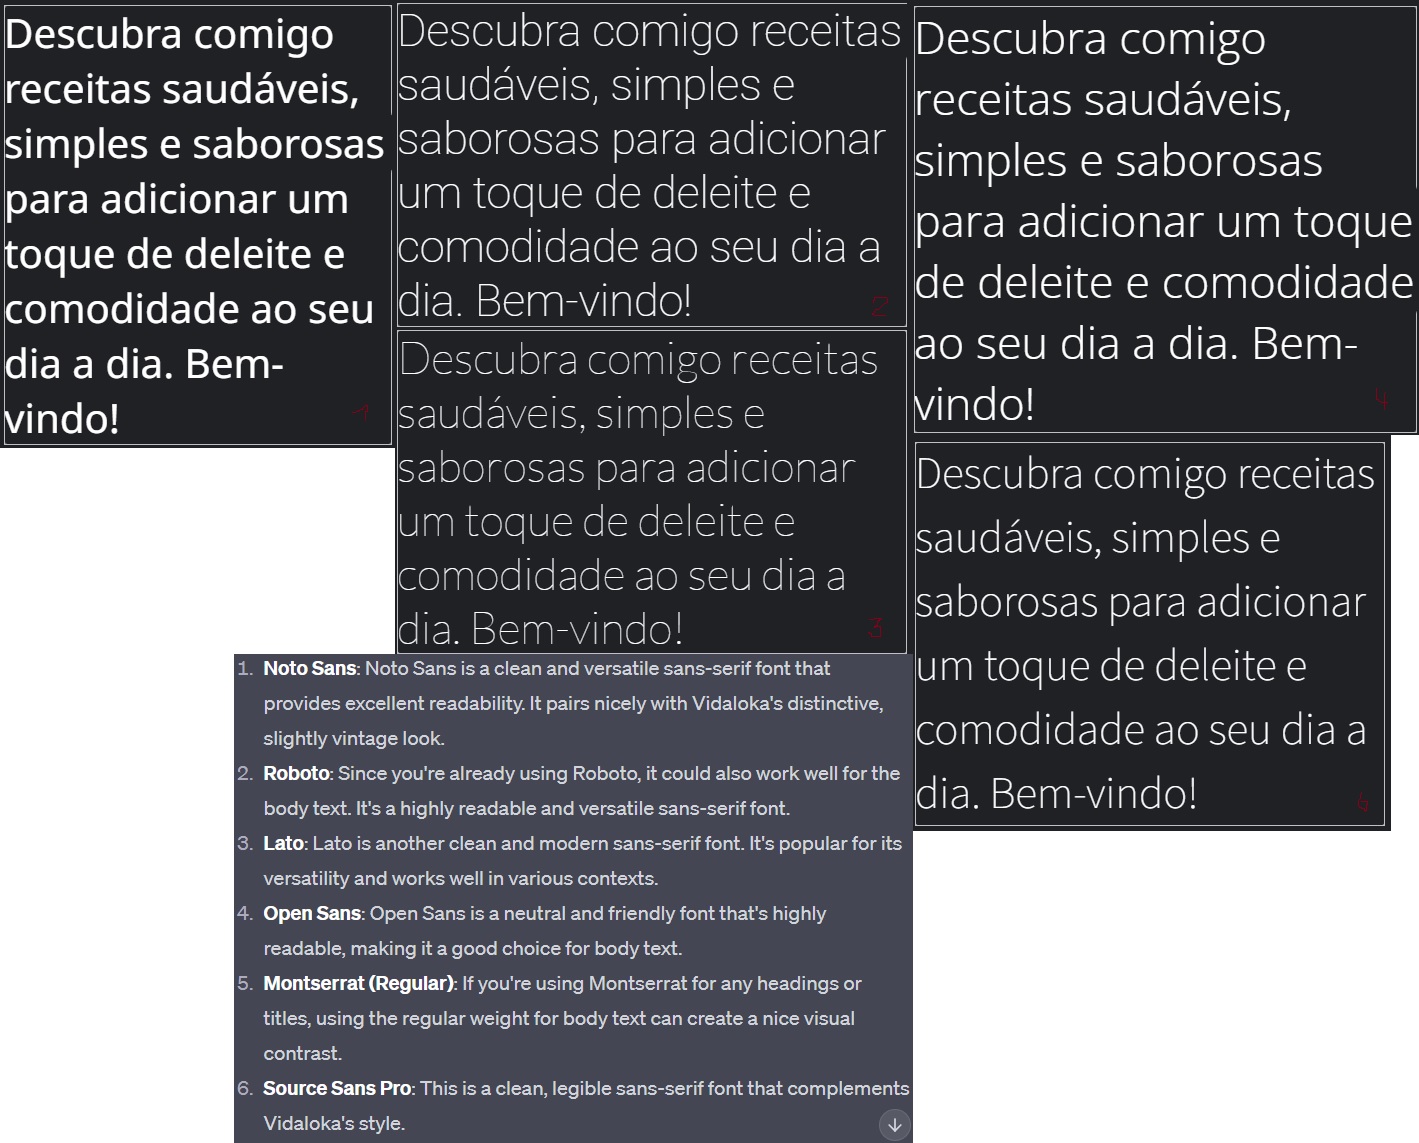 Descubra comigo
receitas saudáveis,
simples e saborosas
para adicionar um
toque de deleite e
comodidade ao seu
dia a dia. Bem-
vindo!
1
Descubra comigo receitas
saudáveis, simples e
saborosas para adicionar
um toque de deleite e
comodidade ao seu dia a
dia. Bem-vindo!
2
Descubra comigo receitas
saudáveis, simples e
saborosas para adicionar
um toque de deleite e
comodidade ao seu dia a
dia. Bem-vindo!
3
Descubra comigo
receitas saudáveis,
simples e saborosas
para adicionar um toque
de deleite e comodidade
ao seu dia a dia. Bem-
vindo!
4
Descubra comigo receitas
saudáveis, simples e
saborosas para adicionar
um toque de deleite e
comodidade ao seu dia a
dia. Bem-vindo!
6
1. Noto Sans: Noto Sans is a clean and versatile sans-serif font that
provides excellent readability. It pairs nicely with Vidaloka's distinctive,
slightly vintage look.
2. Roboto: Since you're already using Roboto, it could also work well for the
body text. It's a highly readable and versatile sans-serif font.
3. Lato: Lato is another clean and modern sans-serif font. It's popular for its
versatility and works well in various contexts.
4. Open Sans: Open Sans is a neutral and friendly font that's highly
readable, making it a good choice for body text.
5. Montserrat (Regular): If you're using Montserrat for any headings or
titles, using the regular weight for body text can create a nice visual
contrast.
6. Source Sans Pro: This is a clean, legible sans-serif font that complements
Vidaloka's style.